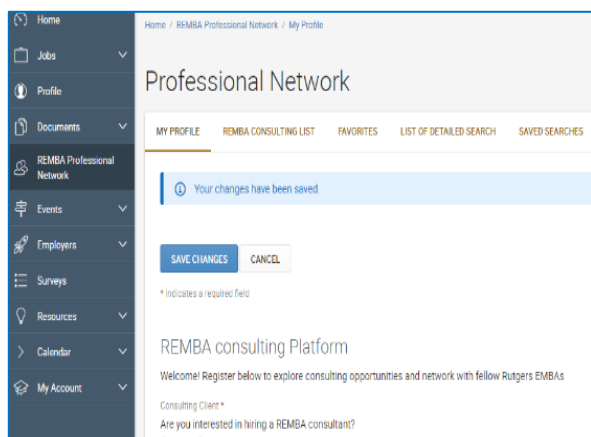 Home
Jobs
Profile
Documents
REMBA Professional
Network
Events
Employers
Surveys
Resources
Calendar
My Account
Home / REMBA Professional Network / My Profile
Professional Network
MY PROFILE REMBA CONSULTING LIST FAVORITES LIST OF DETAILED SEARCH SAVED SEARCHES
Your changes have been saved.
SAVE CHANGES CANCEL
* indicates a required field
REMBA consulting Platform
Welcome! Register below to explore consulting opportunities and network with fellow Rutgers EMBAs
Consulting Client *
Are you interested in hiring a REMBA consultant?